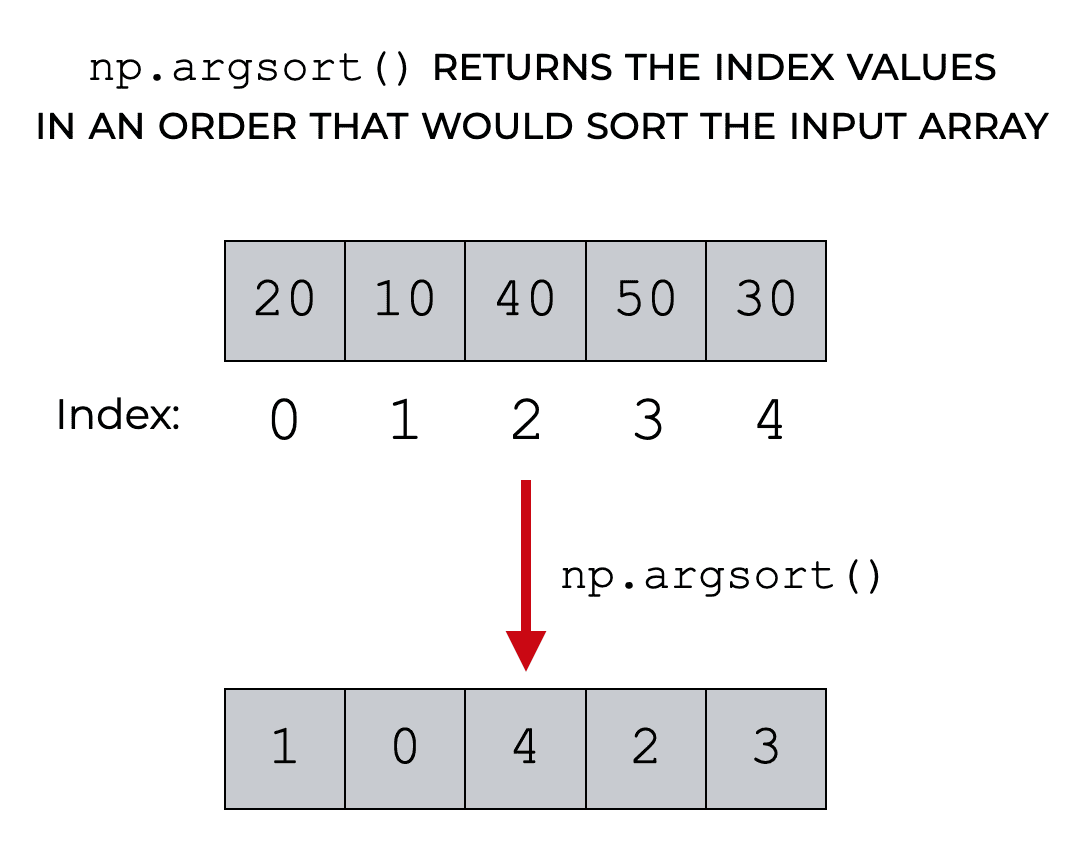 np.argsort() RETURNS THE INDEX VALUES
IN AN ORDER THAT WOULD SORT THE INPUT ARRAY
20 10 40 50 30
Index: 0 1 2 3 4
np.argsort()
1 0 4 2 3